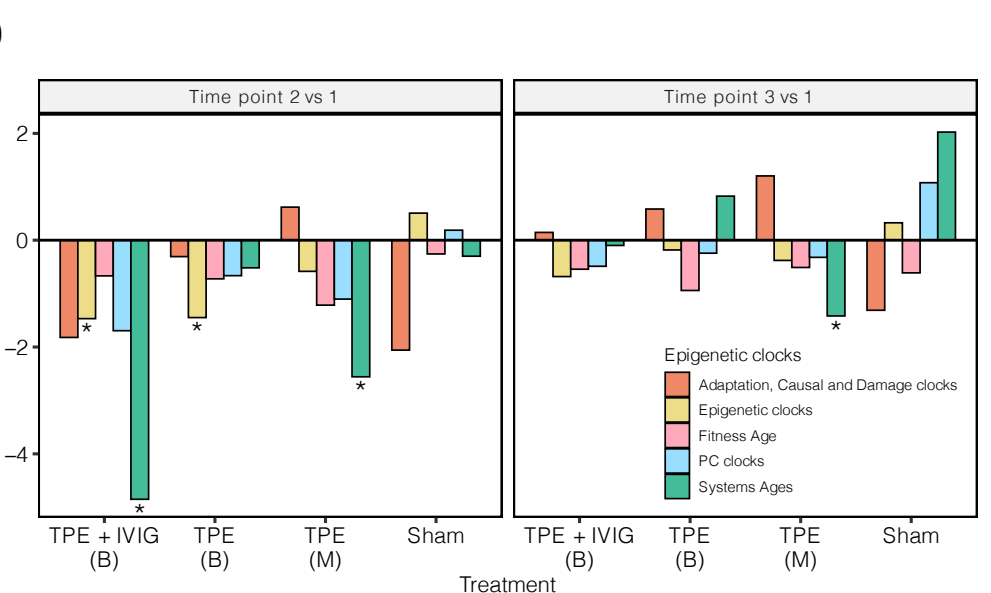 )
Time point 2 vs 1
Time point 3 vs 1
2
0
−2
−4
*
*
*
*
*
Epigenetic clocks
Adaptation, Causal and Damage clocks
Epigenetic clocks
Fitness Age
PC clocks
Systems Ages
TPE + IVIG
(B)
TPE
(B)
TPE
(M)
Sham
TPE + IVIG
(B)
TPE
(B)
TPE
(M)
Sham
Treatment